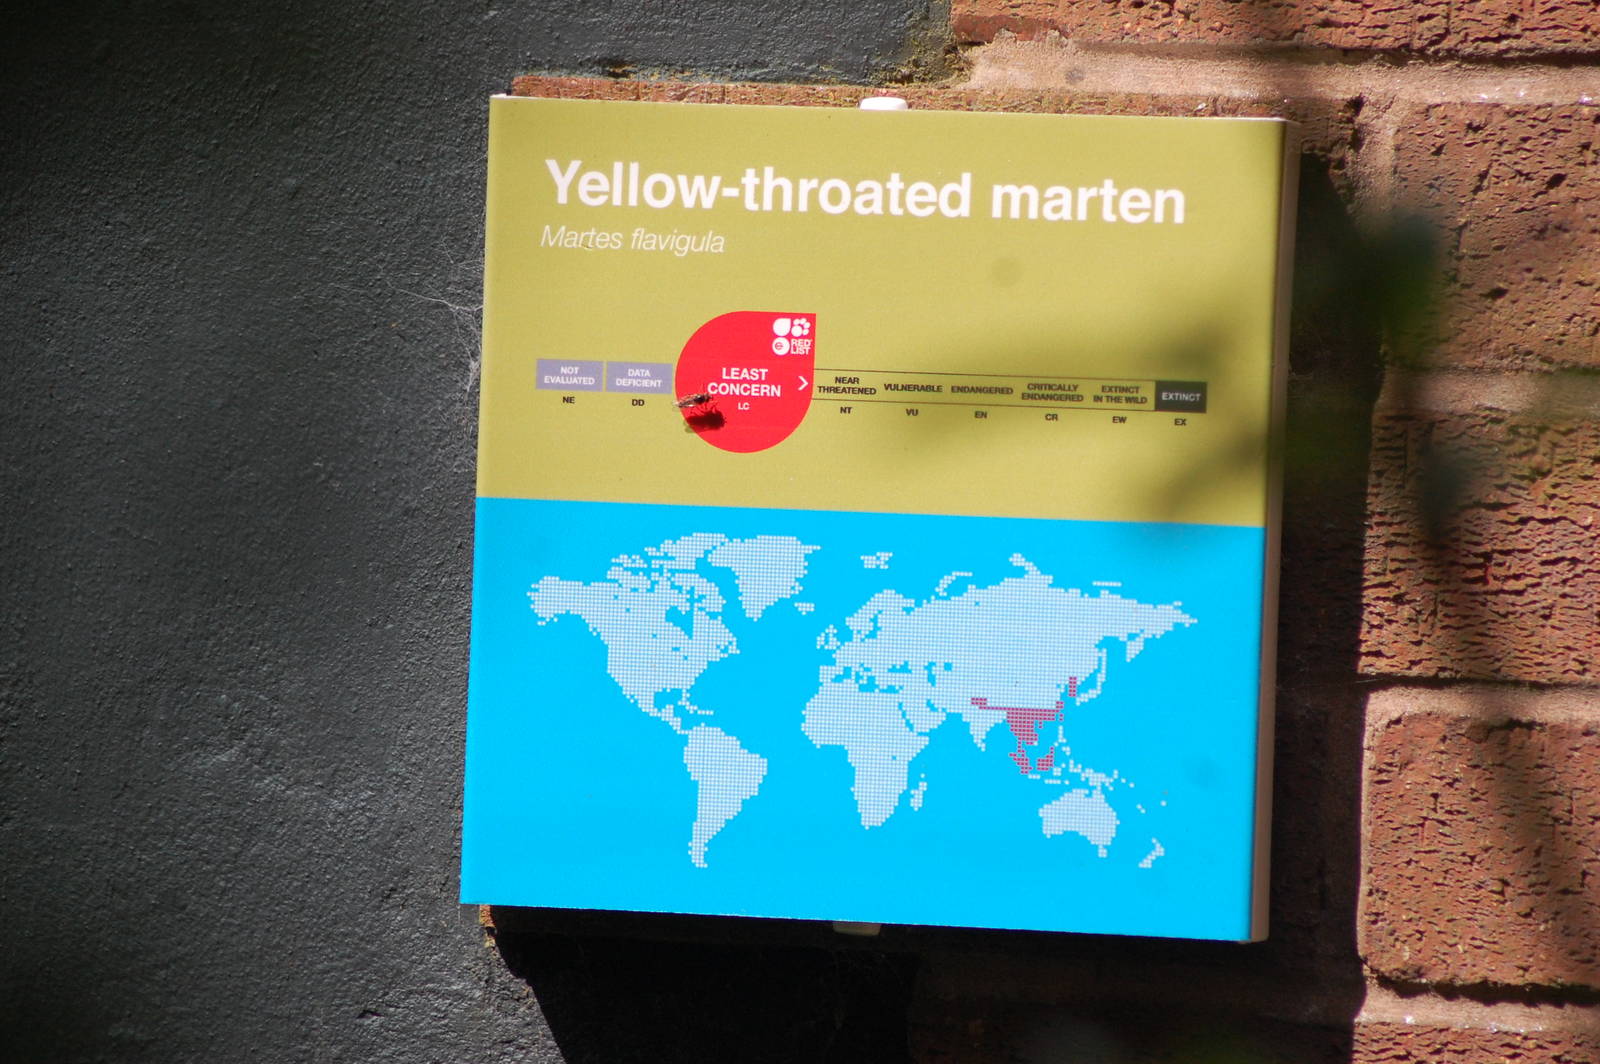 Yellow-throated marten
Martes flavigula
RED
LIST
NOT
EVALUATED
NE
DATA
DEFICIENT
DD
LEAST
CONCERN
LC
NEAR
THREATENED
NT
VULNERABLE
VU
ENDANGERED
EN
CRITICALLY
ENDANGERED
CR
EXTINCT
IN THE WILD
EW
EXTINCT
EX